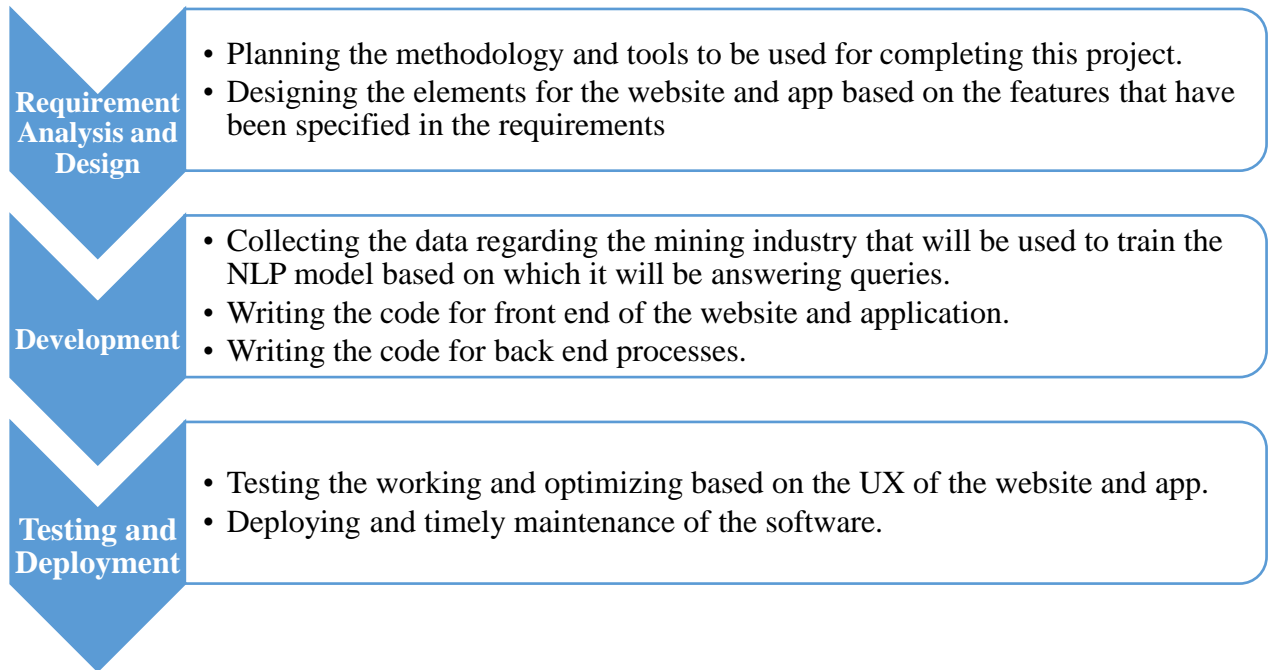 Requirement
Analysis and
Design
• Planning the methodology and tools to be used for completing this project.
• Designing the elements for the website and app based on the features that have
been specified in the requirements
Development
• Collecting the data regarding the mining industry that will be used to train the
NLP model based on which it will be answering queries.
• Writing the code for front end of the website and application.
• Writing the code for back end processes.
Testing and
Deployment
• Testing the working and optimizing based on the UX of the website and app.
• Deploying and timely maintenance of the software.